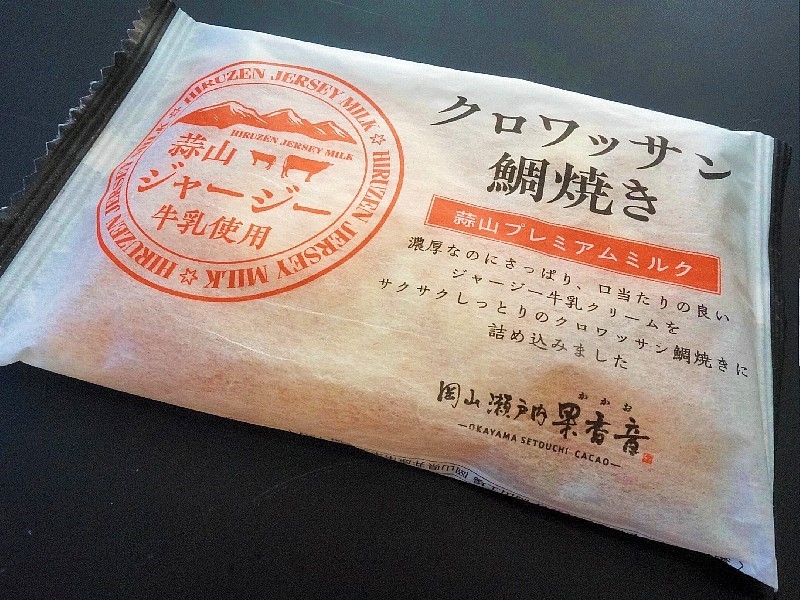 HIRUZEN JERSEY MILK ☆ HIRUZEN JERSEY MILK ☆ HIRUZEN JERSEY MILK ☆
HIRUZEN JERSEY MILK
蒜山
ジャージー
牛乳使用
クロワッサン
鯛焼き
蒜山プレミアムミルク
濃厚なのにさっぱり、口当たりの良い
ジャージー牛乳クリームを
サクサクしっとりのクロワッサン鯛焼きに
詰め込みました
かかお
岡山瀬戸内果香音
—OKAYAMA SETOUCHI CACAO—